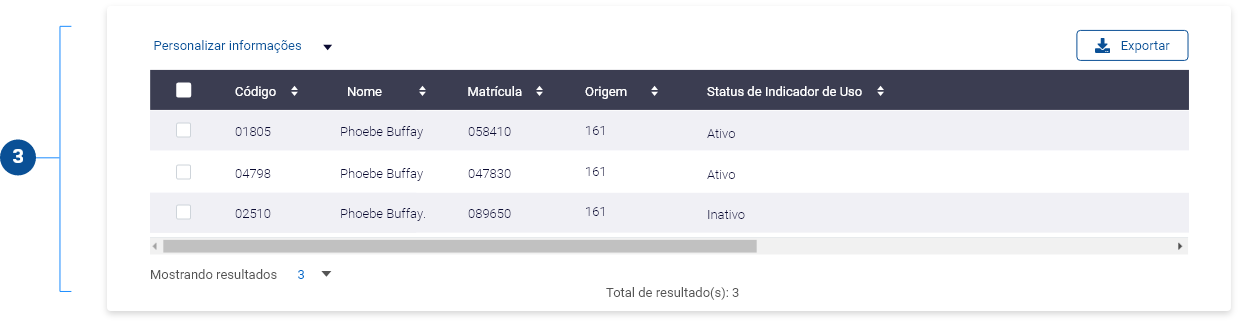 Personalizar informações
Exportar
Código Nome Matrícula Origem Status de Indicador de Uso
01805 Phoebe Buffay 058410 161 Ativo
3
04798 Phoebe Buffay 047830 161 Ativo
02510 Phoebe Buffay. 089650 161 Inativo
Mostrando resultados 3
Total de resultado(s): 3